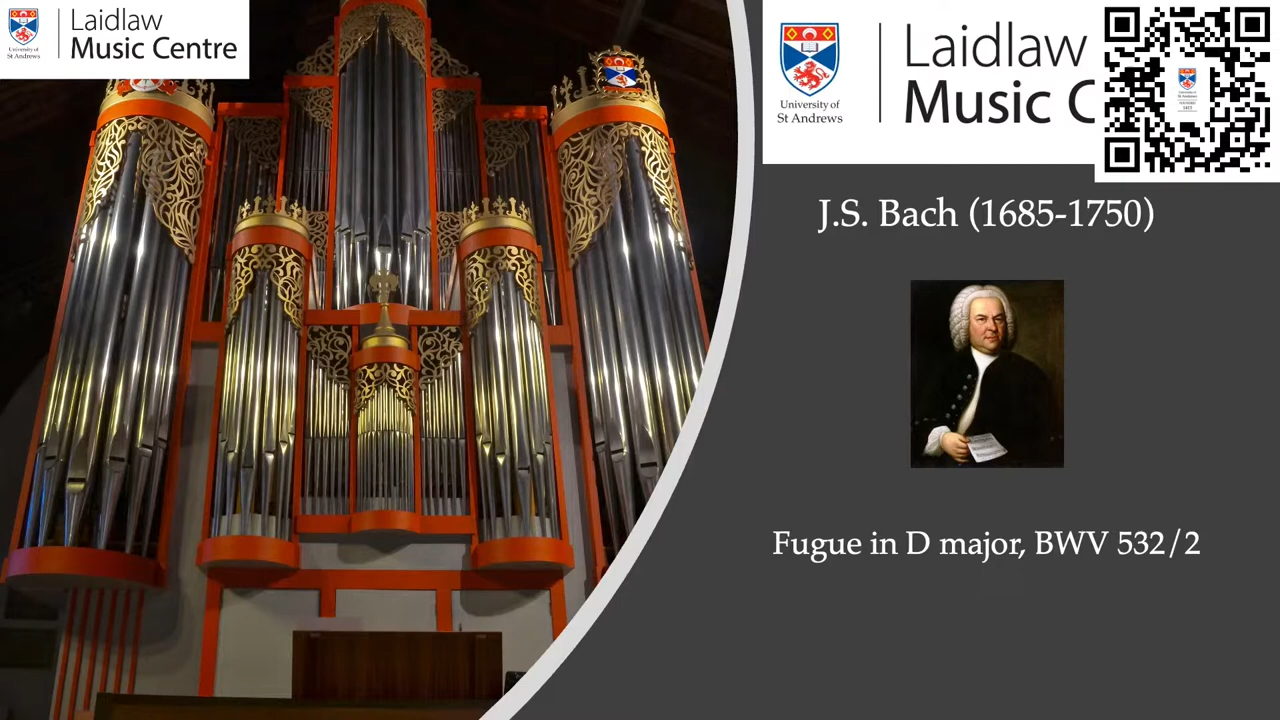 University of
St Andrews
Laidlaw
Music Centre
University of
St Andrews
Laidlaw
Music C
J.S. Bach (1685-1750)
Fugue in D major, BWV 532/2